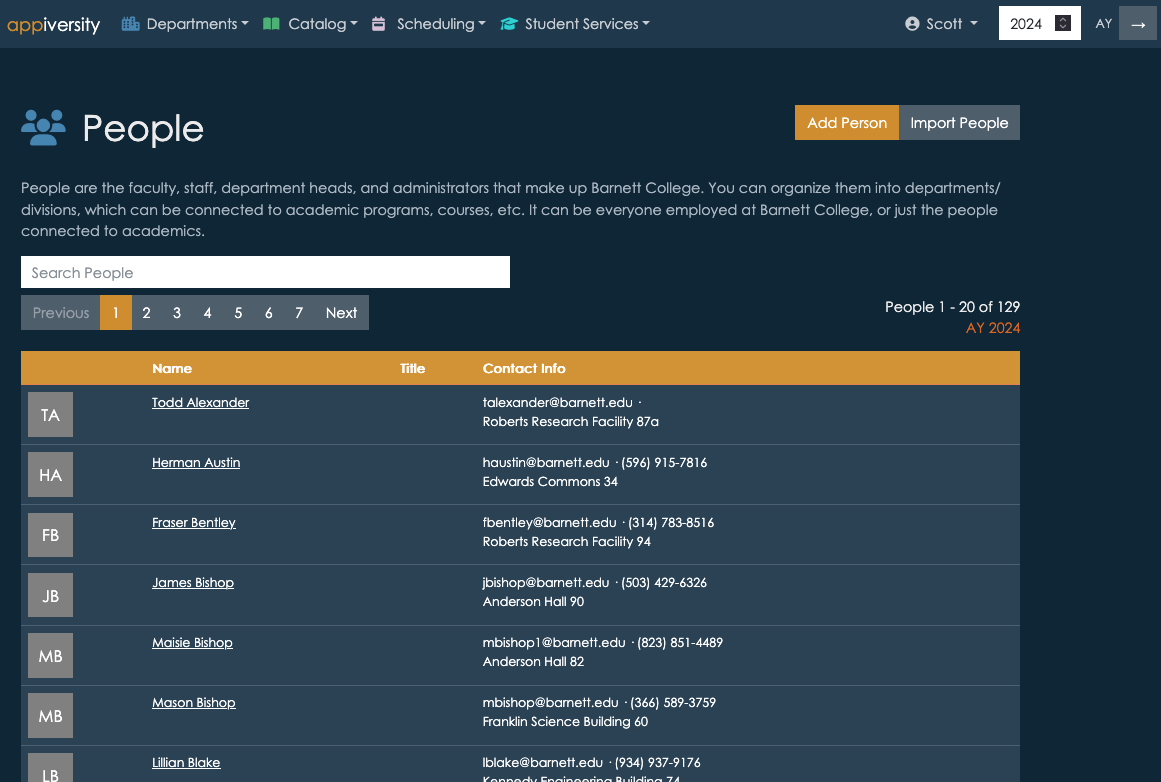 appiversity Departments Catalog Scheduling Student Services Scott 2024 AY →
People Add Person Import People
People are the faculty, staff, department heads, and administrators that make up Barnett College. You can organize them into departments/
divisions, which can be connected to academic programs, courses, etc. It can be everyone employed at Barnett College, or just the people
connected to academics.
Search People
Previous 1 2 3 4 5 6 7 Next People 1 - 20 of 129
AY 2024
Name Title Contact Info
TA Todd Alexander talexander@barnett.edu ·
Roberts Research Facility 87a
HA Herman Austin haustin@barnett.edu · (596) 915-7816
Edwards Commons 34
FB Fraser Bentley fbentley@barnett.edu · (314) 783-8516
Roberts Research Facility 94
JB James Bishop jbishop@barnett.edu · (503) 429-6326
Anderson Hall 90
MB Maisie Bishop mbishop1@barnett.edu · (823) 851-4489
Anderson Hall 82
MB Mason Bishop mbishop@barnett.edu · (366) 589-3759
Franklin Science Building 60
LB Lillian Blake lblake@barnett.edu · (934) 937-9176
Kennedy Engineering Building 74